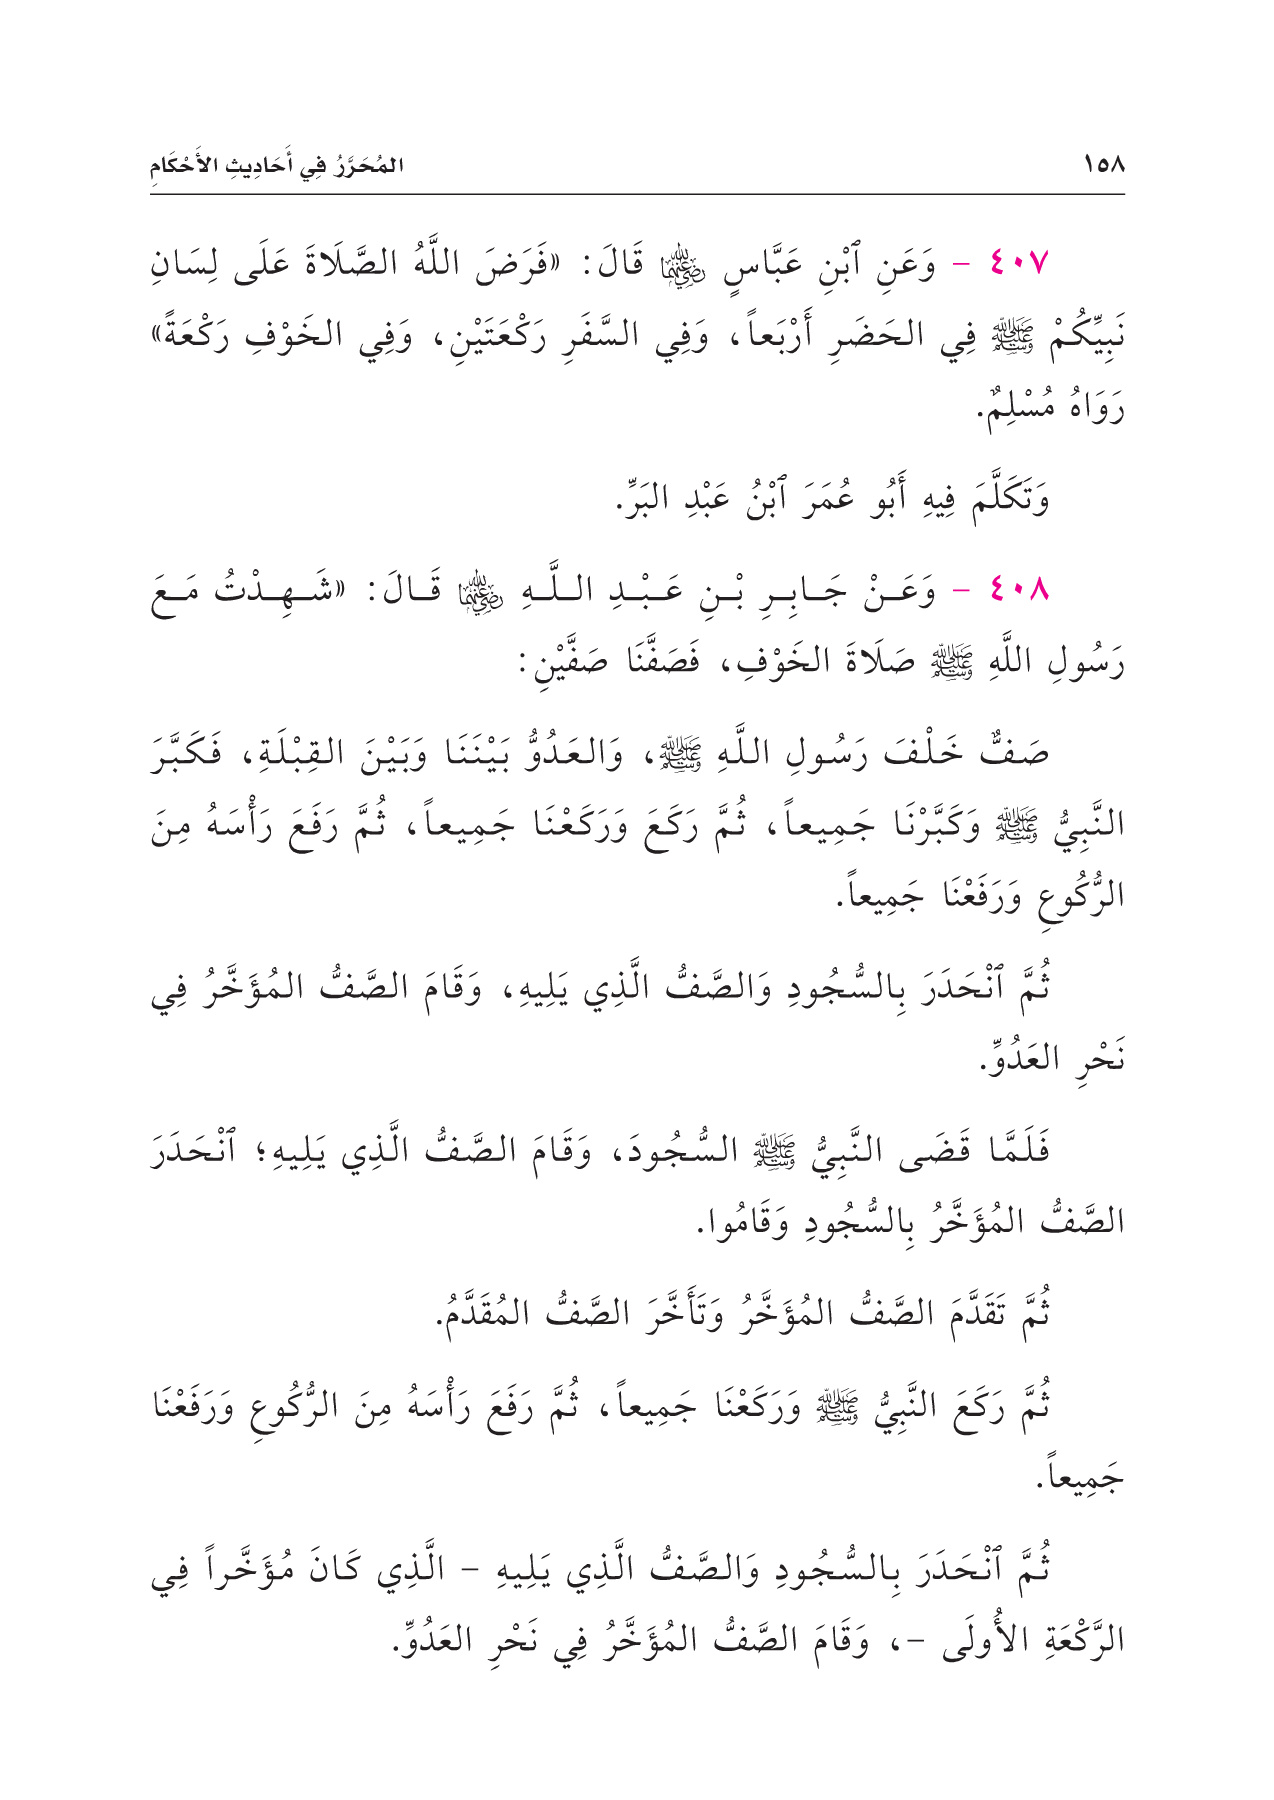 ١٥٨ المُحَرَّرُ فِي أَحَادِيثِ الأَحْكَامِ
٤٠٧ - وَعَنِ ٱبْنِ عَبَّاسٍ رضي الله عنهما قَالَ: «فَرَضَ اللَّهُ الصَّلَاةَ عَلَى لِسَانِ
نَبِيِّكُمْ ﷺ فِي الحَضَرِ أَرْبَعاً، وَفِي السَّفَرِ رَكْعَتَيْنِ، وَفِي الخَوْفِ رَكْعَةً»
رَوَاهُ مُسْلِمٌ.
وَتَكَلَّمَ فِيهِ أَبُو عُمَرَ ٱبْنُ عَبْدِ البَرِّ.
٤٠٨ - وَعَنْ جَابِرِ بْنِ عَبْدِ اللَّهِ رضي الله عنهما قَالَ: «شَهِدْتُ مَعَ
رَسُولِ اللَّهِ ﷺ صَلَاةَ الخَوْفِ، فَصَفَّنَا صَفَّيْنِ:
صَفٌّ خَلْفَ رَسُولِ اللَّهِ ﷺ، وَالعَدُوُّ بَيْنَنَا وَبَيْنَ القِبْلَةِ، فَكَبَّرَ
النَّبِيُّ ﷺ وَكَبَّرْنَا جَمِيعاً، ثُمَّ رَكَعَ وَرَكَعْنَا جَمِيعاً، ثُمَّ رَفَعَ رَأْسَهُ مِنَ
الرُّكُوعِ وَرَفَعْنَا جَمِيعاً.
ثُمَّ ٱنْحَدَرَ بِالسُّجُودِ وَالصَّفُّ الَّذِي يَلِيهِ، وَقَامَ الصَّفُّ المُؤَخَّرُ فِي
نَحْرِ العَدُوِّ.
فَلَمَّا قَضَى النَّبِيُّ ﷺ السُّجُودَ، وَقَامَ الصَّفُّ الَّذِي يَلِيهِ؛ ٱنْحَدَرَ
الصَّفُّ المُؤَخَّرُ بِالسُّجُودِ وَقَامُوا.
ثُمَّ تَقَدَّمَ الصَّفُّ المُؤَخَّرُ وَتَأَخَّرَ الصَّفُّ المُقَدَّمُ.
ثُمَّ رَكَعَ النَّبِيُّ ﷺ وَرَكَعْنَا جَمِيعاً، ثُمَّ رَفَعَ رَأْسَهُ مِنَ الرُّكُوعِ وَرَفَعْنَا
جَمِيعاً.
ثُمَّ ٱنْحَدَرَ بِالسُّجُودِ وَالصَّفُّ الَّذِي يَلِيهِ - الَّذِي كَانَ مُؤَخَّراً فِي
الرَّكْعَةِ الأُولَى -، وَقَامَ الصَّفُّ المُؤَخَّرُ فِي نَحْرِ العَدُوِّ.